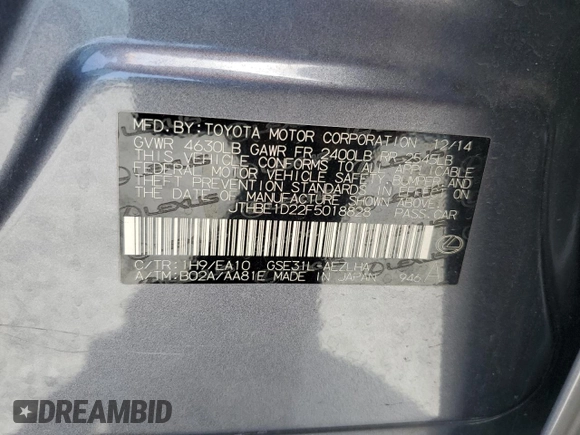 MFD. BY: TOYOTA MOTOR CORPORATION 12/14
GVWR 4630LB GAWR FR 2400LB RR 2545LB
THIS VEHICLE CONFORMS TO ALL APPLICABLE
FEDERAL MOTOR VEHICLE SAFETY, BUMPER, AND
THEFT PREVENTION STANDARDS IN EFFECT ON
THE DATE OF MANUFACTURE SHOWN ABOVE.
JTHBE1D22F5018828 PASS. CAR
C/TR: 1H9/EA10 GSE31L-AEZLHA
A/TM: B02A/AA81E MADE IN JAPAN 946
LEXUS
DREAMBID